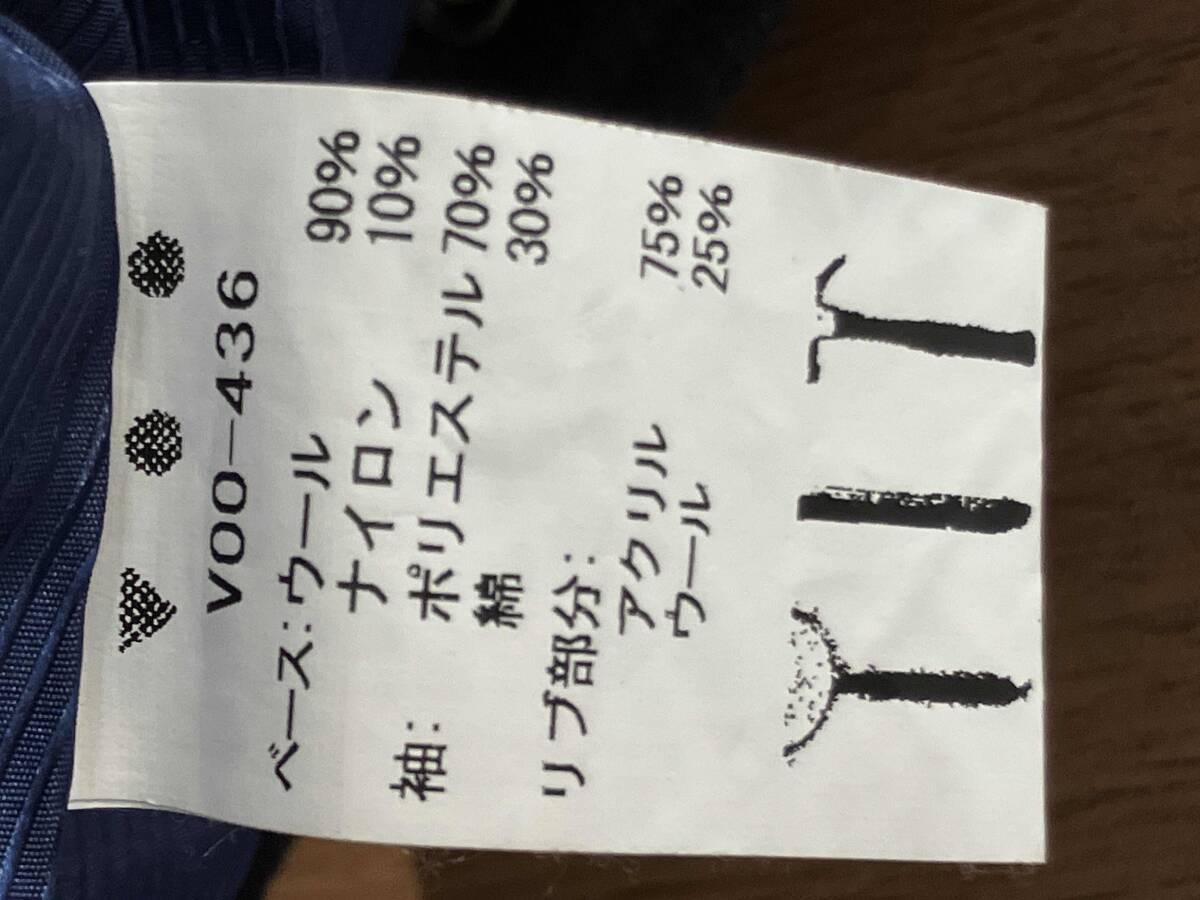 V00-436
ベース:ウール 90%
ナイロン 10%
袖: ポリエステル 70%
綿 30%
リブ部分:
アクリル 75%
ウール 25%